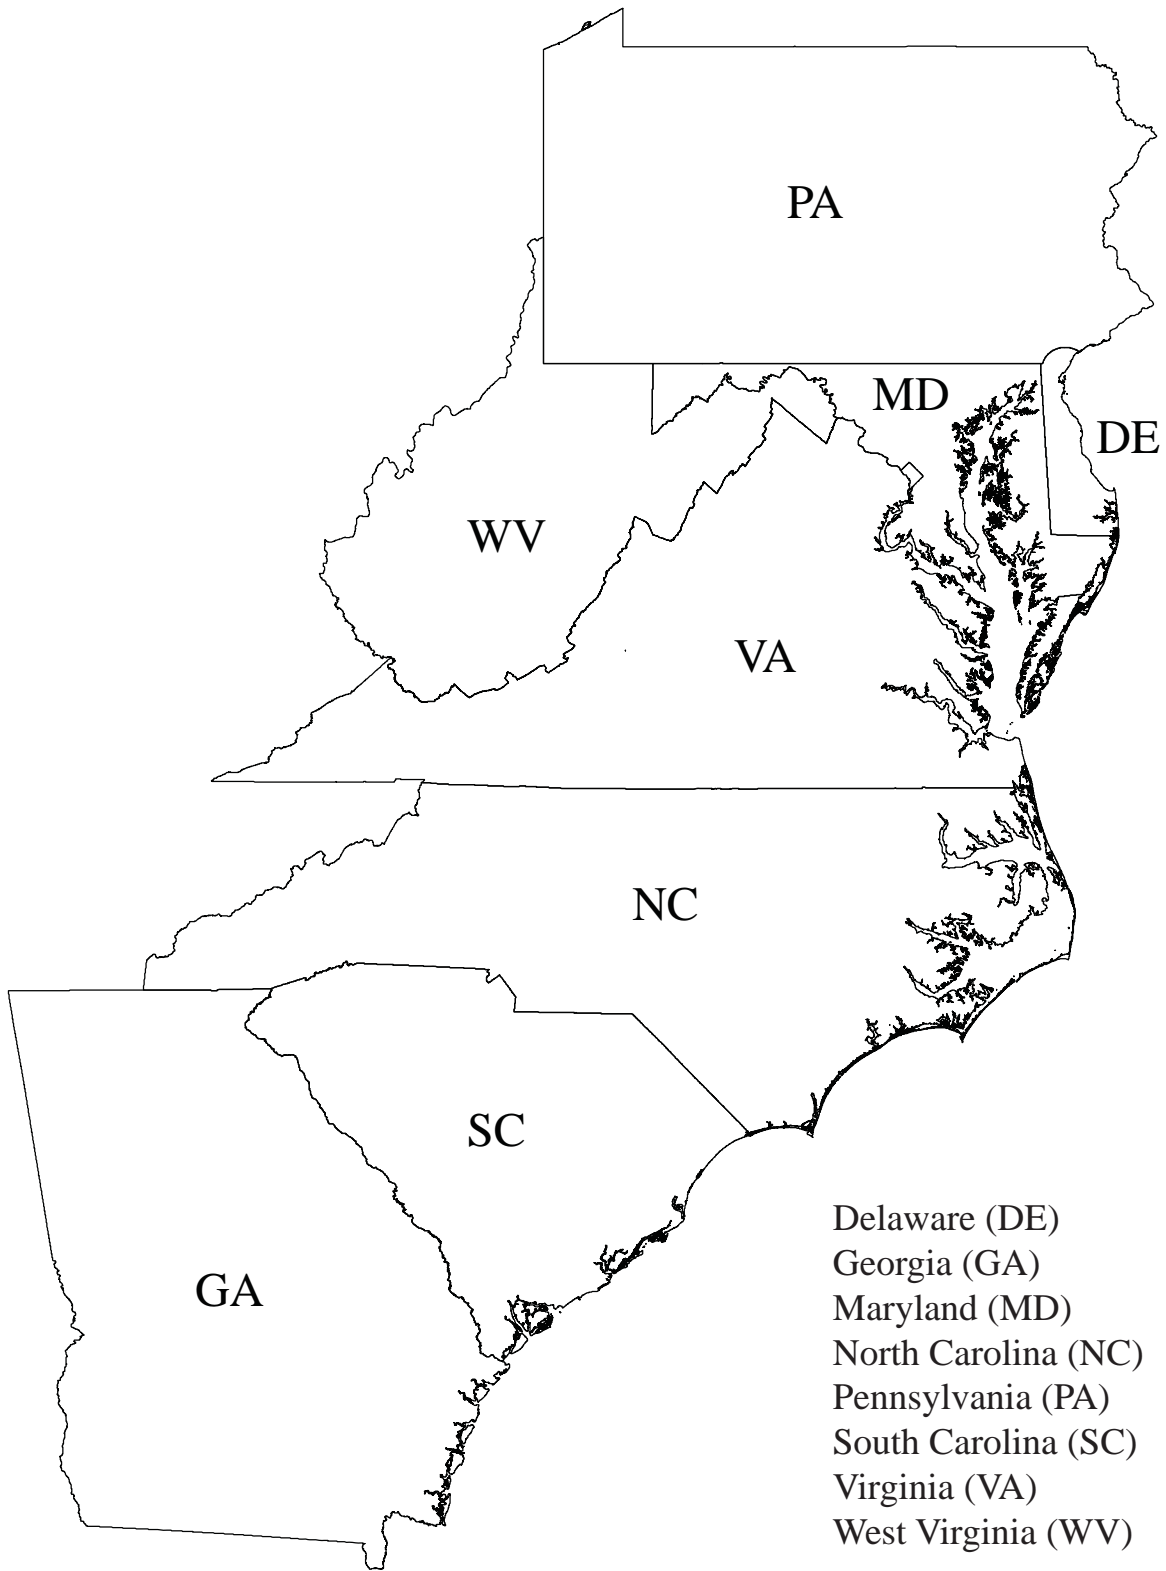 PA
MD
DE
WV
VA
NC
SC
GA
Delaware (DE)
Georgia (GA)
Maryland (MD)
North Carolina (NC)
Pennsylvania (PA)
South Carolina (SC)
Virginia (VA)
West Virginia (WV)